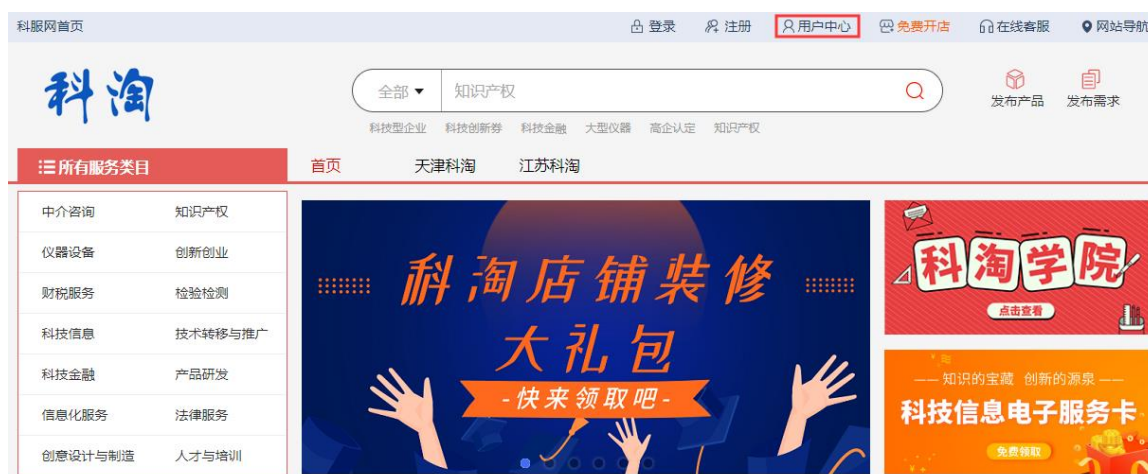 科服网首页 登录 注册 用户中心 免费开店 在线客服 网站导航
科淘
全部 知识产权
发布产品 发布需求
科技型企业 科技创新券 科技金融 大型仪器 高企认定 知识产权
所有服务类目 首页 天津科淘 江苏科淘
中介咨询 知识产权
仪器设备 创新创业
财税服务 检验检测
科技信息 技术转移与推广
科技金融 产品研发
信息化服务 法律服务
创意设计与制造 人才与培训
科淘店铺装修
大礼包
-快来领取吧-
科淘学院
点击查看
——知识的宝藏 创新的源泉——
科技信息电子服务卡
免费领取